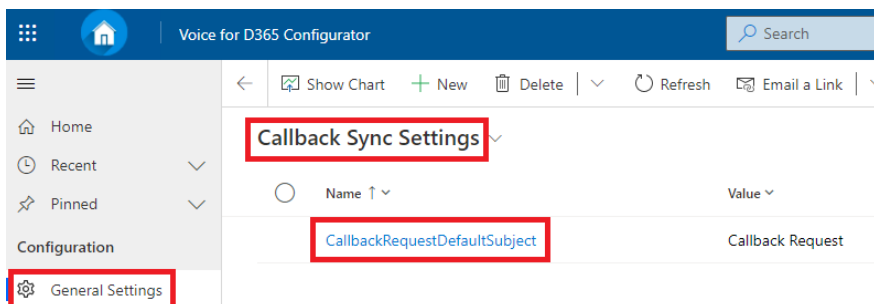 Voice for D365 Configurator
Search
Show Chart
New
Delete
Refresh
Email a Link
Home
Recent
Pinned
Configuration
General Settings
Callback Sync Settings
Name
Value
CallbackRequestDefaultSubject
Callback Request